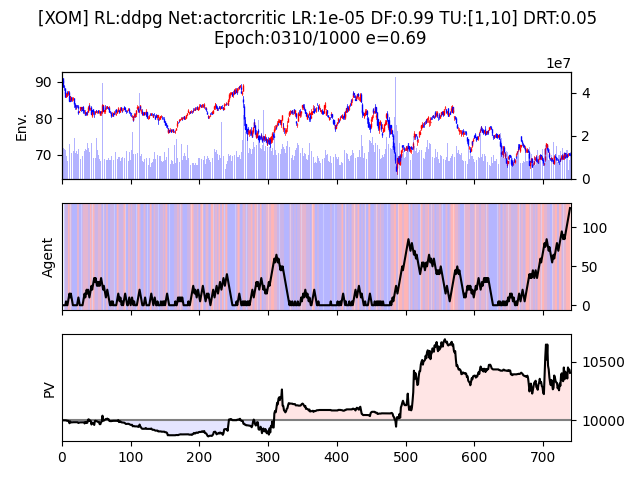 [XOM] RL:ddpg Net:actorcritic LR:1e-05 DF:0.99 TU:[1,10] DRT:0.05
Epoch:0310/1000 e=0.69
1e7
Env.
90
80
70
4
2
0
Agent
100
50
0
PV
10500
10000
0 100 200 300 400 500 600 700